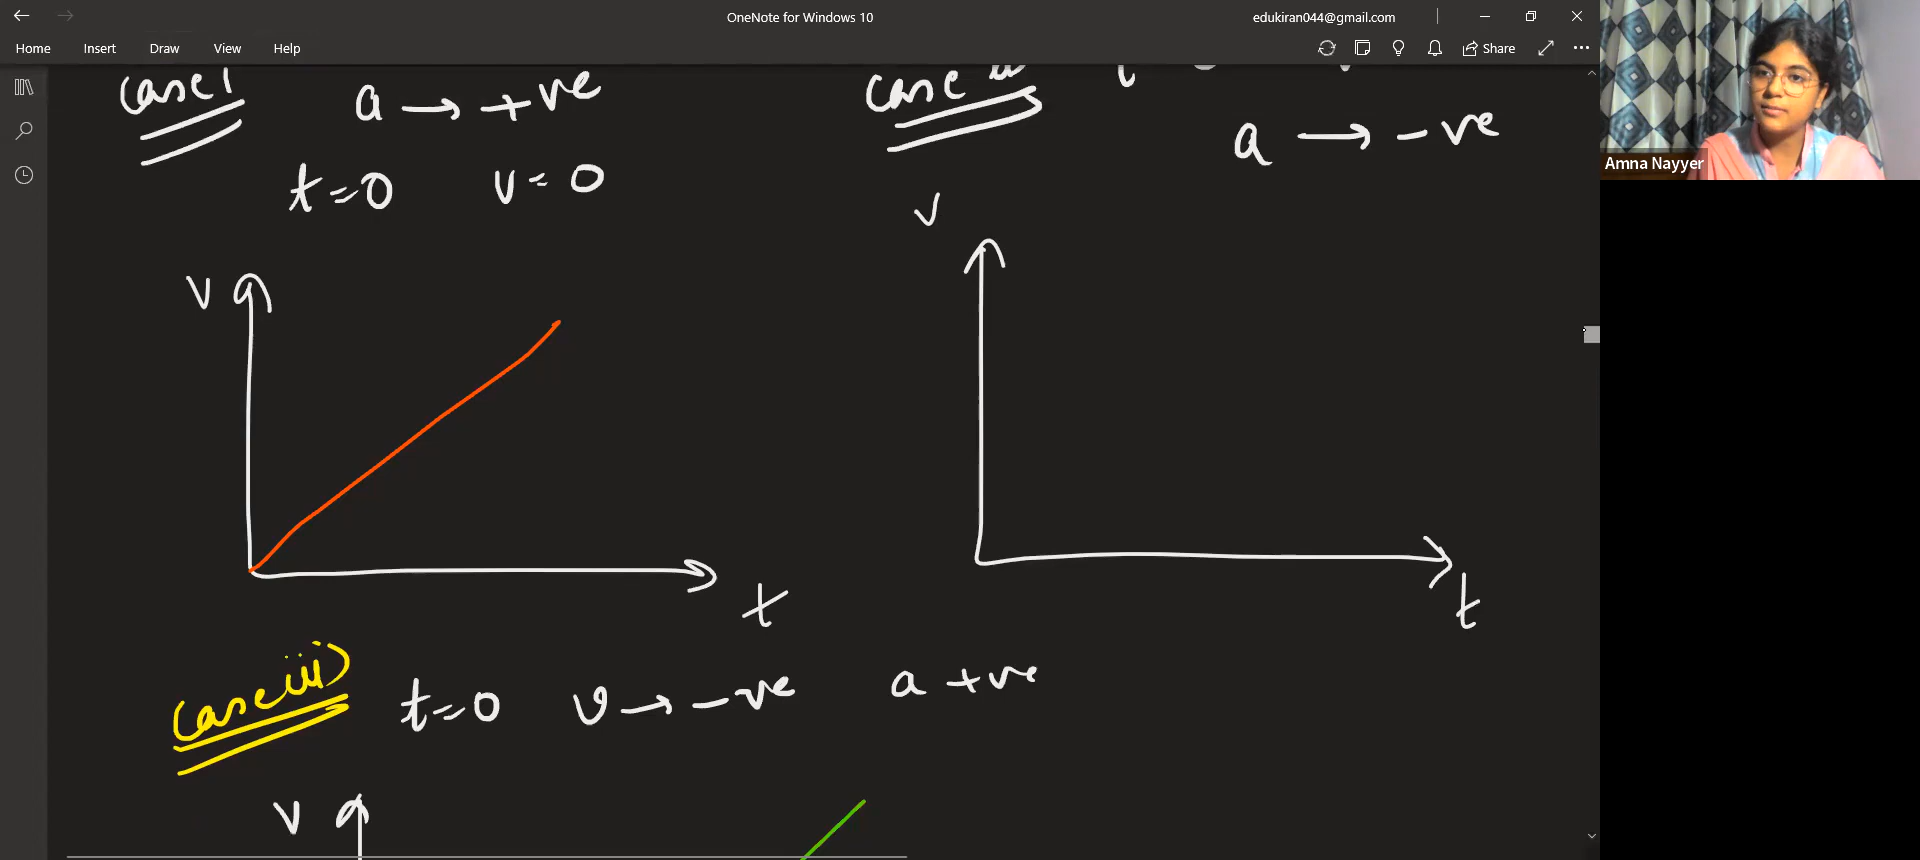 OneNote for Windows 10
edukiran044@gmail.com
Home Insert Draw View Help
Share
Case i
a → +ve
t=0 v=0
v
t
Case ii
a → -ve
v
t
Case iii)
t=0 v → -ve a +ve
v
Amna Nayyer